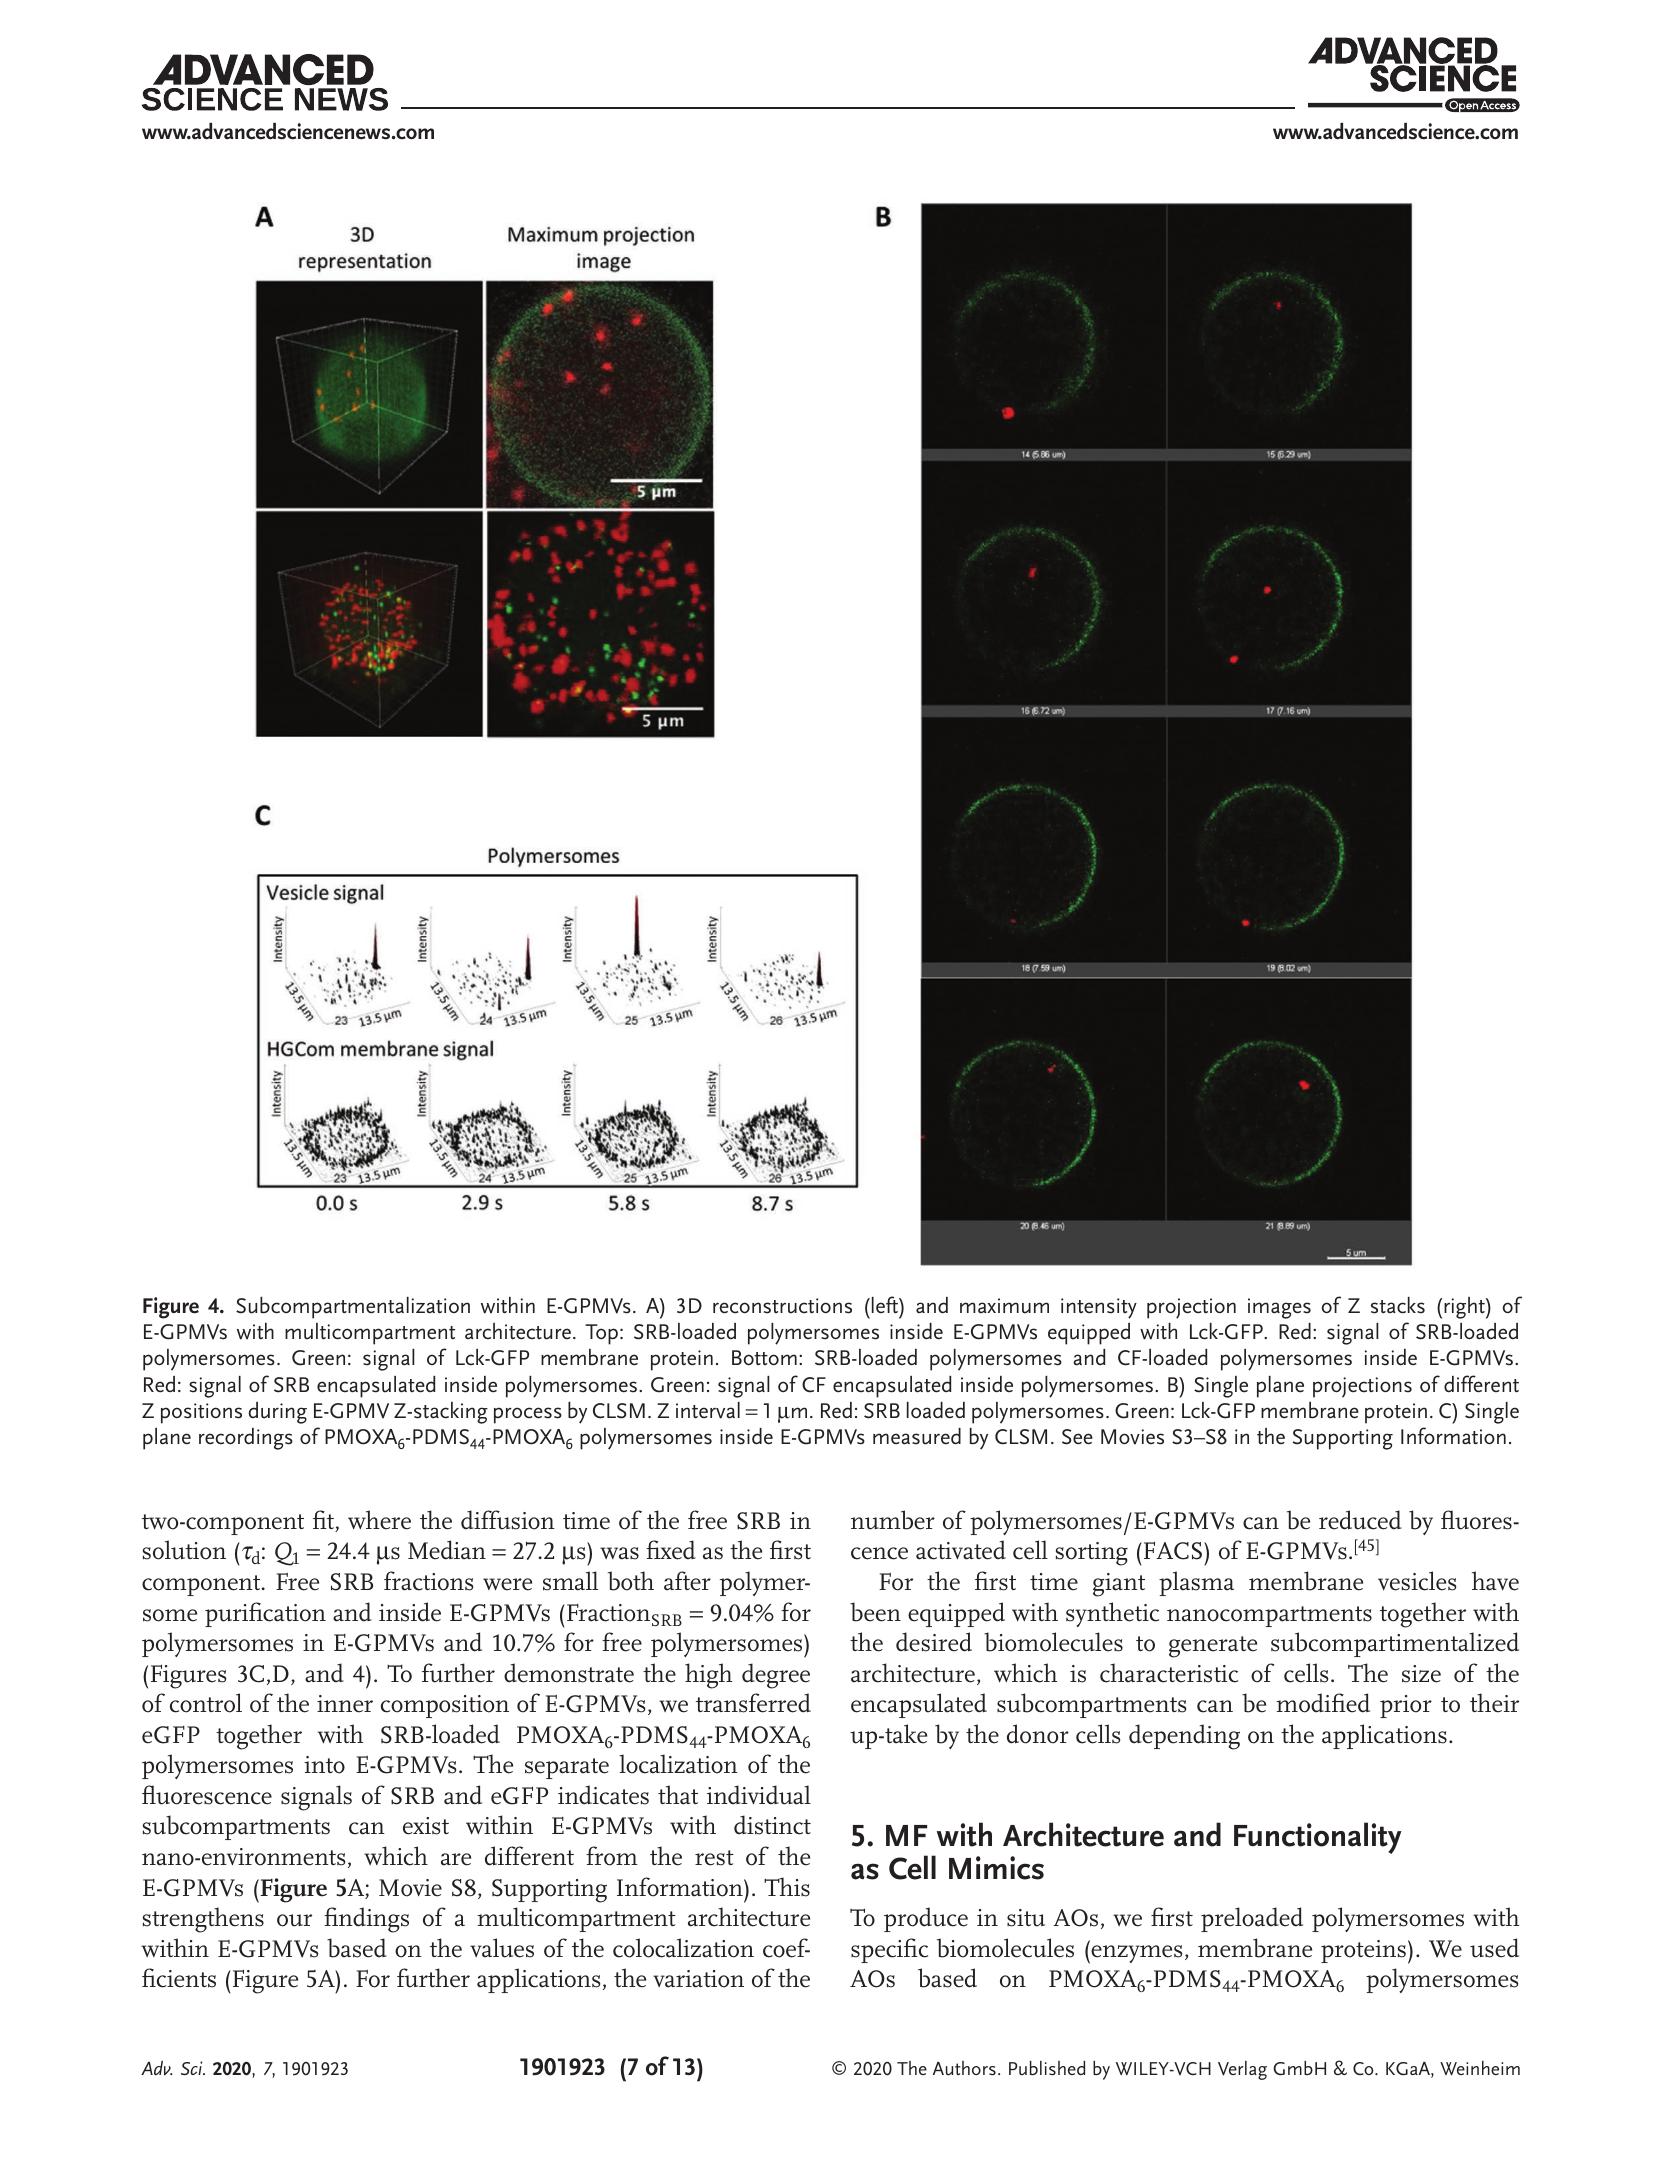 ADVANCED
SCIENCE NEWS
www.advancedsciencenews.com
ADVANCED
SCIENCE
Open Access
www.advancedscience.com
A
3D
representation
Maximum projection
image
5 µm
5 µm
B
14 (5.86 um)
15 (6.29 um)
16 (6.72 um)
17 (7.16 um)
18 (7.59 um)
19 (8.02 um)
20 (8.46 um)
21 (8.89 um)
5 um
C
Polymersomes
Vesicle signal
Intensity
13.5 µm
23 13.5 µm
Intensity
13.5 µm
24 13.5 µm
Intensity
13.5 µm
25 13.5 µm
Intensity
13.5 µm
26 13.5 µm
HGCom membrane signal
Intensity
13.5 µm
23 13.5 µm
Intensity
13.5 µm
24 13.5 µm
Intensity
13.5 µm
25 13.5 µm
Intensity
13.5 µm
26 13.5 µm
0.0 s
2.9 s
5.8 s
8.7 s
Figure 4. Subcompartmentalization within E-GPMVs. A) 3D reconstructions (left) and maximum intensity projection images of Z stacks (right) of
E-GPMVs with multicompartment architecture. Top: SRB-loaded polymersomes inside E-GPMVs equipped with Lck-GFP. Red: signal of SRB-loaded
polymersomes. Green: signal of Lck-GFP membrane protein. Bottom: SRB-loaded polymersomes and CF-loaded polymersomes inside E-GPMVs.
Red: signal of SRB encapsulated inside polymersomes. Green: signal of CF encapsulated inside polymersomes. B) Single plane projections of different
Z positions during E-GPMV Z-stacking process by CLSM. Z interval = 1 µm. Red: SRB loaded polymersomes. Green: Lck-GFP membrane protein. C) Single
plane recordings of PMOXA6-PDMS44-PMOXA6 polymersomes inside E-GPMVs measured by CLSM. See Movies S3–S8 in the Supporting Information.
two-component fit, where the diffusion time of the free SRB in
solution (τd: Q1 = 24.4 µs Median = 27.2 µs) was fixed as the first
component. Free SRB fractions were small both after polymer-
some purification and inside E-GPMVs (FractionSRB = 9.04% for
polymersomes in E-GPMVs and 10.7% for free polymersomes)
(Figures 3C,D, and 4). To further demonstrate the high degree
of control of the inner composition of E-GPMVs, we transferred
eGFP together with SRB-loaded PMOXA6-PDMS44-PMOXA6
polymersomes into E-GPMVs. The separate localization of the
fluorescence signals of SRB and eGFP indicates that individual
subcompartments can exist within E-GPMVs with distinct
nano-environments, which are different from the rest of the
E-GPMVs (Figure 5A; Movie S8, Supporting Information). This
strengthens our findings of a multicompartment architecture
within E-GPMVs based on the values of the colocalization coef-
ficients (Figure 5A). For further applications, the variation of the
number of polymersomes/E-GPMVs can be reduced by fluores-
cence activated cell sorting (FACS) of E-GPMVs.[45]
For the first time giant plasma membrane vesicles have
been equipped with synthetic nanocompartments together with
the desired biomolecules to generate subcompartimentalized
architecture, which is characteristic of cells. The size of the
encapsulated subcompartments can be modified prior to their
up-take by the donor cells depending on the applications.
5. MF with Architecture and Functionality
as Cell Mimics
To produce in situ AOs, we first preloaded polymersomes with
specific biomolecules (enzymes, membrane proteins). We used
AOs based on PMOXA6-PDMS44-PMOXA6 polymersomes
Adv. Sci. 2020, 7, 1901923
1901923 (7 of 13)
© 2020 The Authors. Published by WILEY-VCH Verlag GmbH & Co. KGaA, Weinheim